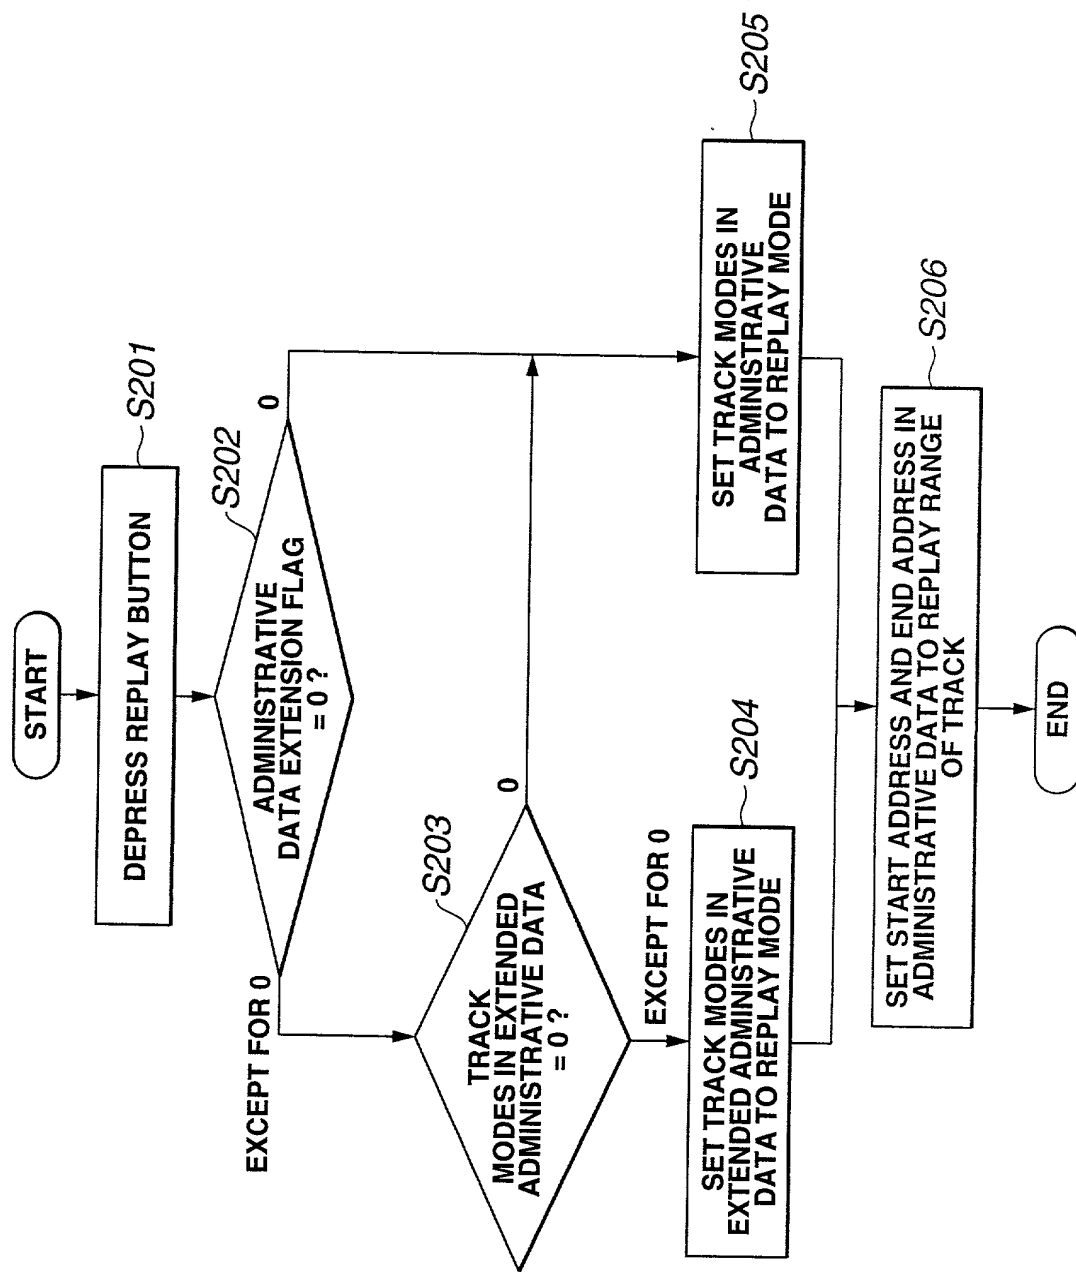 START
DEPRESS REPLAY BUTTON
S201
ADMINISTRATIVE
DATA EXTENSION FLAG
= 0 ?
S202
0
EXCEPT FOR 0
TRACK
MODES IN EXTENDED
ADMINISTRATIVE DATA
= 0 ?
S203
0
EXCEPT FOR 0
SET TRACK MODES IN
EXTENDED ADMINISTRATIVE
DATA TO REPLAY MODE
S204
SET TRACK MODES IN
ADMINISTRATIVE
DATA TO REPLAY MODE
S205
SET START ADDRESS AND END ADDRESS IN
ADMINISTRATIVE DATA TO REPLAY RANGE
OF TRACK
S206
END